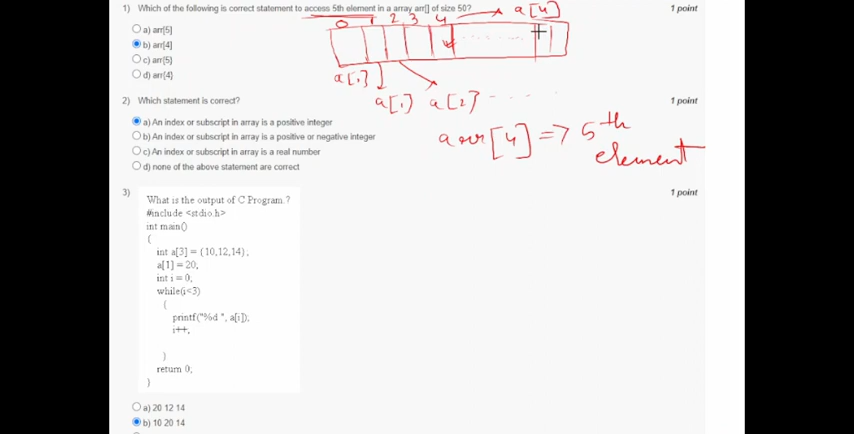 1) Which of the following is correct statement to access 5th element in a array arr[] of size 50?
1 point
a[4]
0 1 2 3 4
a) arr[5]
b) arr[4]
c) arr{5}
d) arr{4}
a[,]
a[1] a[2]
2) Which statement is correct?
1 point
a) An index or subscript in array is a positive integer
b) An index or subscript in array is a positive or negative integer
c) An index or subscript in array is a real number
d) none of the above statement are correct
arr[4] => 5th
element
3)
1 point
What is the output of C Program.?
#include <stdio.h>
int main()
{
int a[3] = {10,12,14};
a[1] = 20;
int i = 0;
while(i<3)
{
printf("%d ", a[i]);
i++;
}
return 0;
}
a) 20 12 14
b) 10 20 14